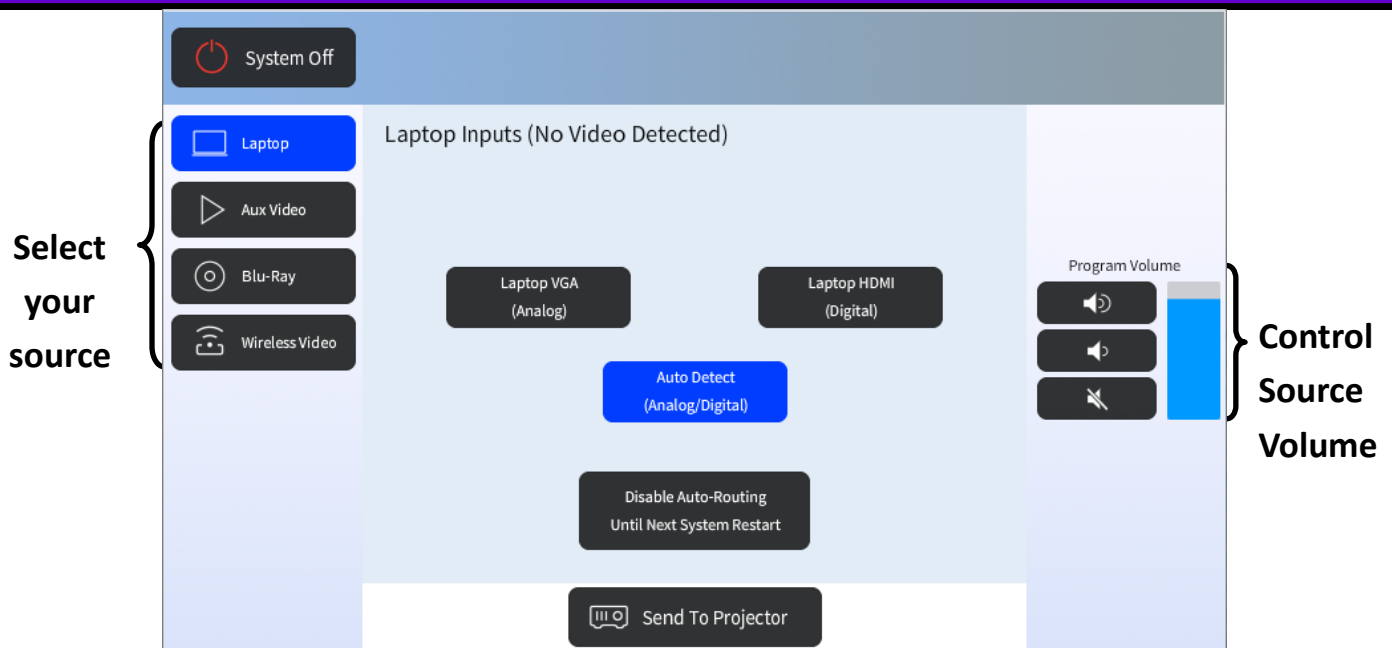 System Off
Select
your
source
Laptop
Aux Video
Blu-Ray
Wireless Video
Laptop Inputs (No Video Detected)
Laptop VGA
(Analog)
Laptop HMDI
(Digital)
Auto Detect
(Analog/Digital)
Disable Auto-Routing
Until Next System Restart
Send To Projector
Program Volume
Control
Source
Volume